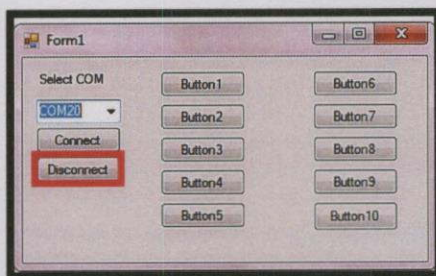 Form1
Select COM
COM20
Connect
Disconnect
Button1
Button2
Button3
Button4
Button5
Button6
Button7
Button8
Button9
Button10